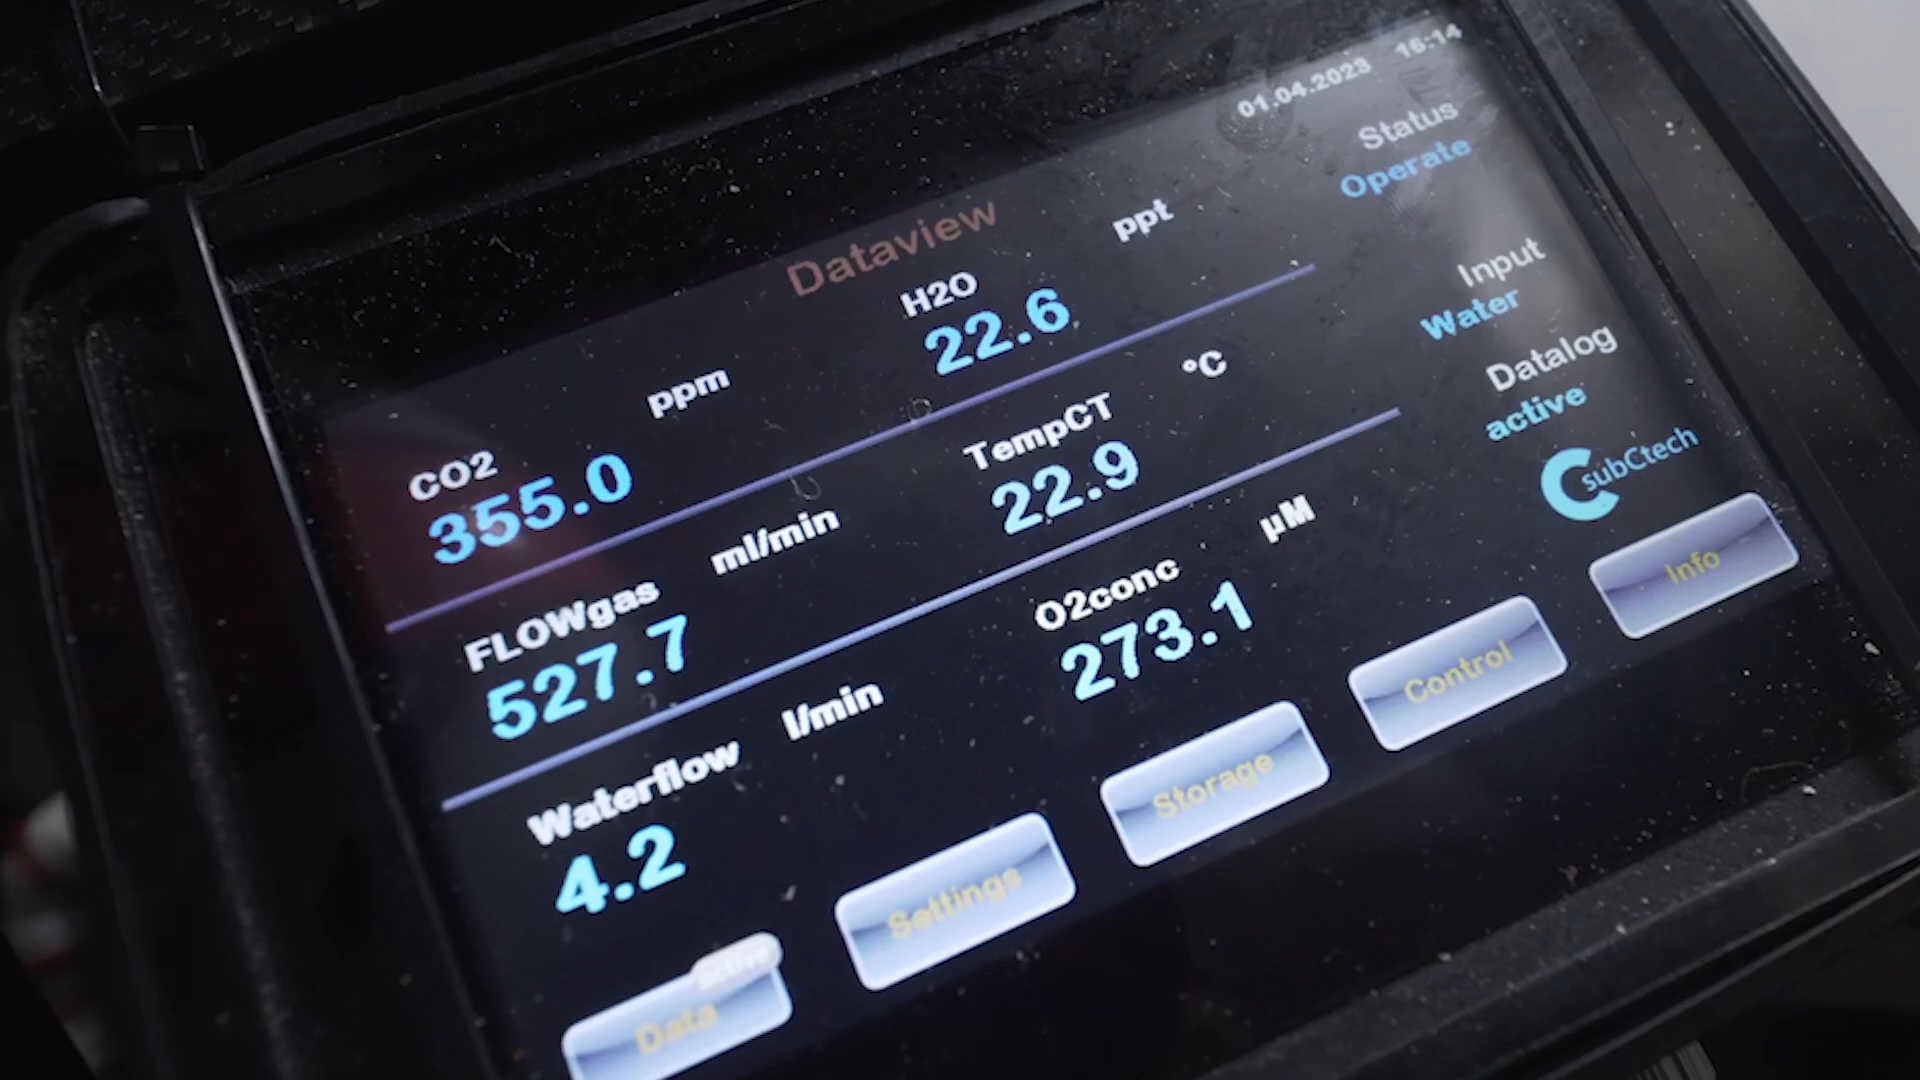 01.04.2023 16:14
Dataview
Status
Operate
CO2 ppm
355.0
H2O ppt
22.6
Input
Water
FLOWgas ml/min
527.7
TempCT °C
22.9
Datalog
active
subCtech
Waterflow l/min
4.2
O2conc µM
273.1
active
Data
Settings
Storage
Control
Info